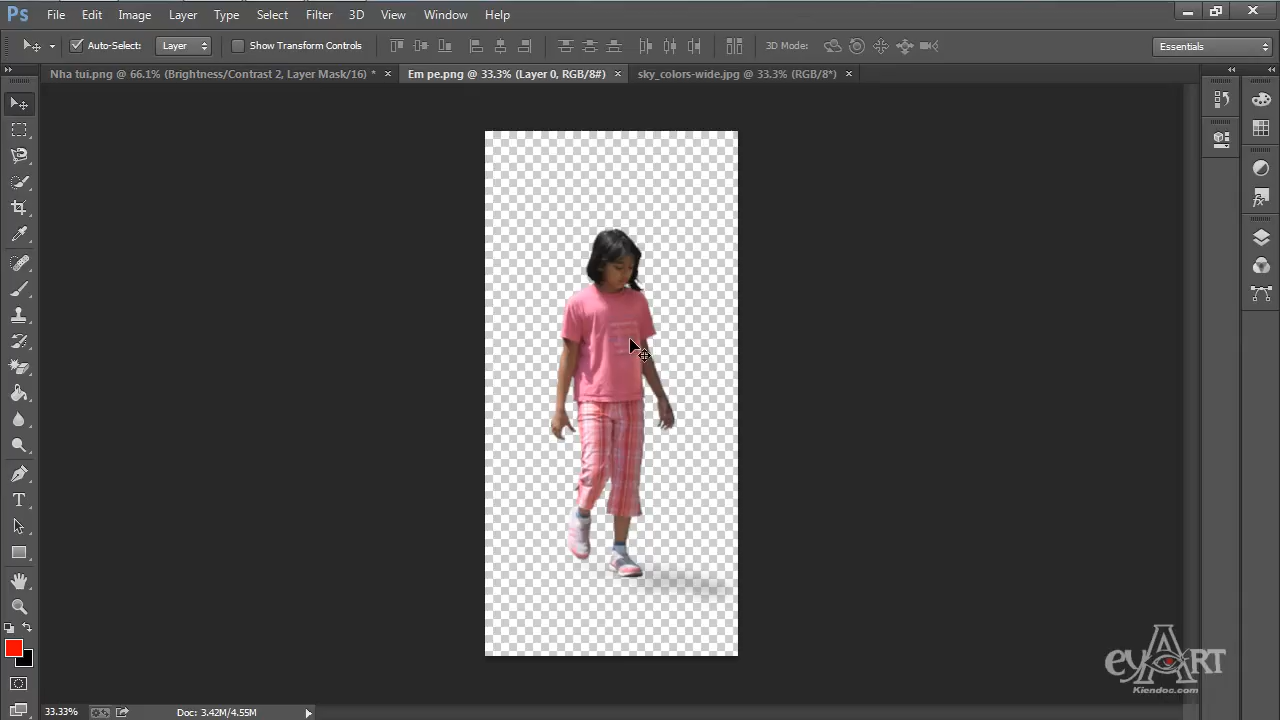 Ps File Edit Image Layer Type Select Filter 3D View Window Help
Auto-Select: Layer Show Transform Controls 3D Mode: Essentials
Nha tui.png @ 66.1% (Brightness/Contrast 2, Layer Mask/16) * × Em pe.png @ 33.3% (Layer 0, RGB/8#) × sky_colors-wide.jpg @ 33.3% (RGB/8*) ×
eyART
Kiendoc.com
33.33% Doc: 3.42M/4.55M